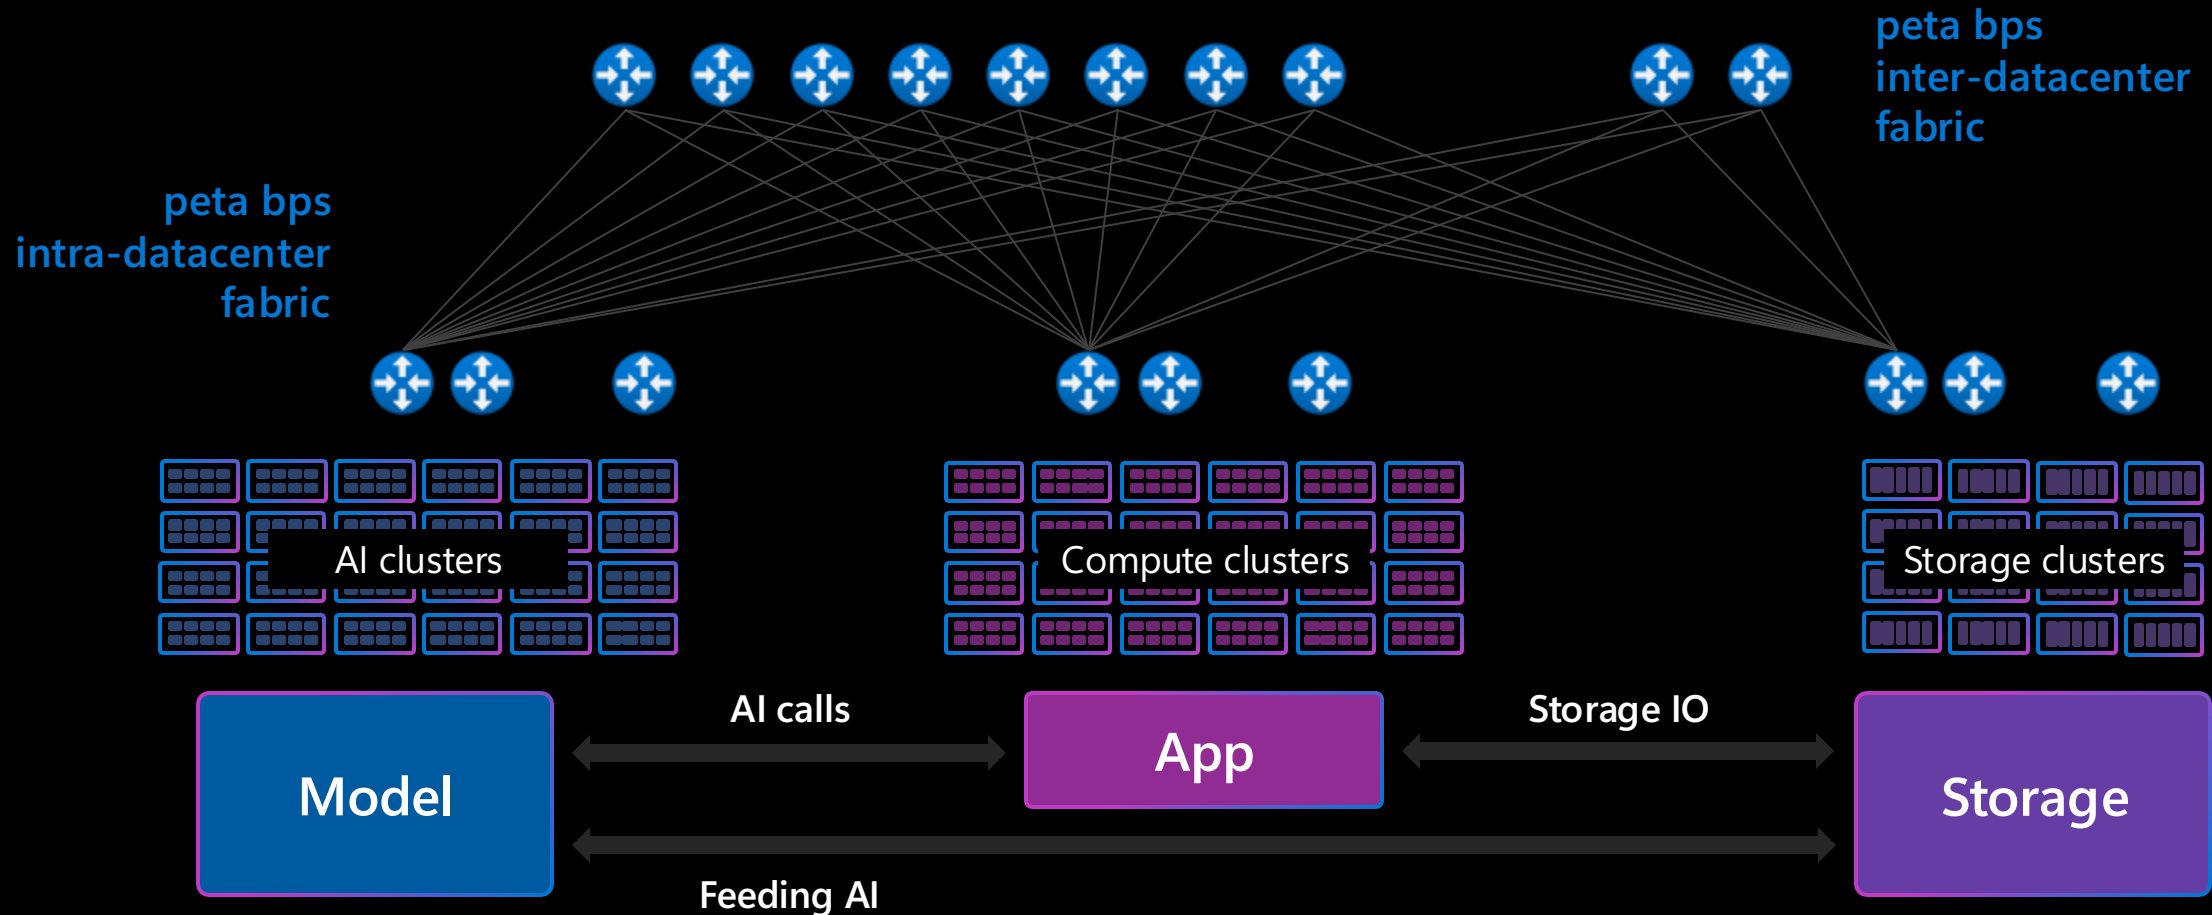 peta bps
inter-datacenter
fabric
peta bps
intra-datacenter
fabric
AI clusters
Compute clusters
Storage clusters
AI calls
Storage IO
Model
App
Storage
Feeding AI